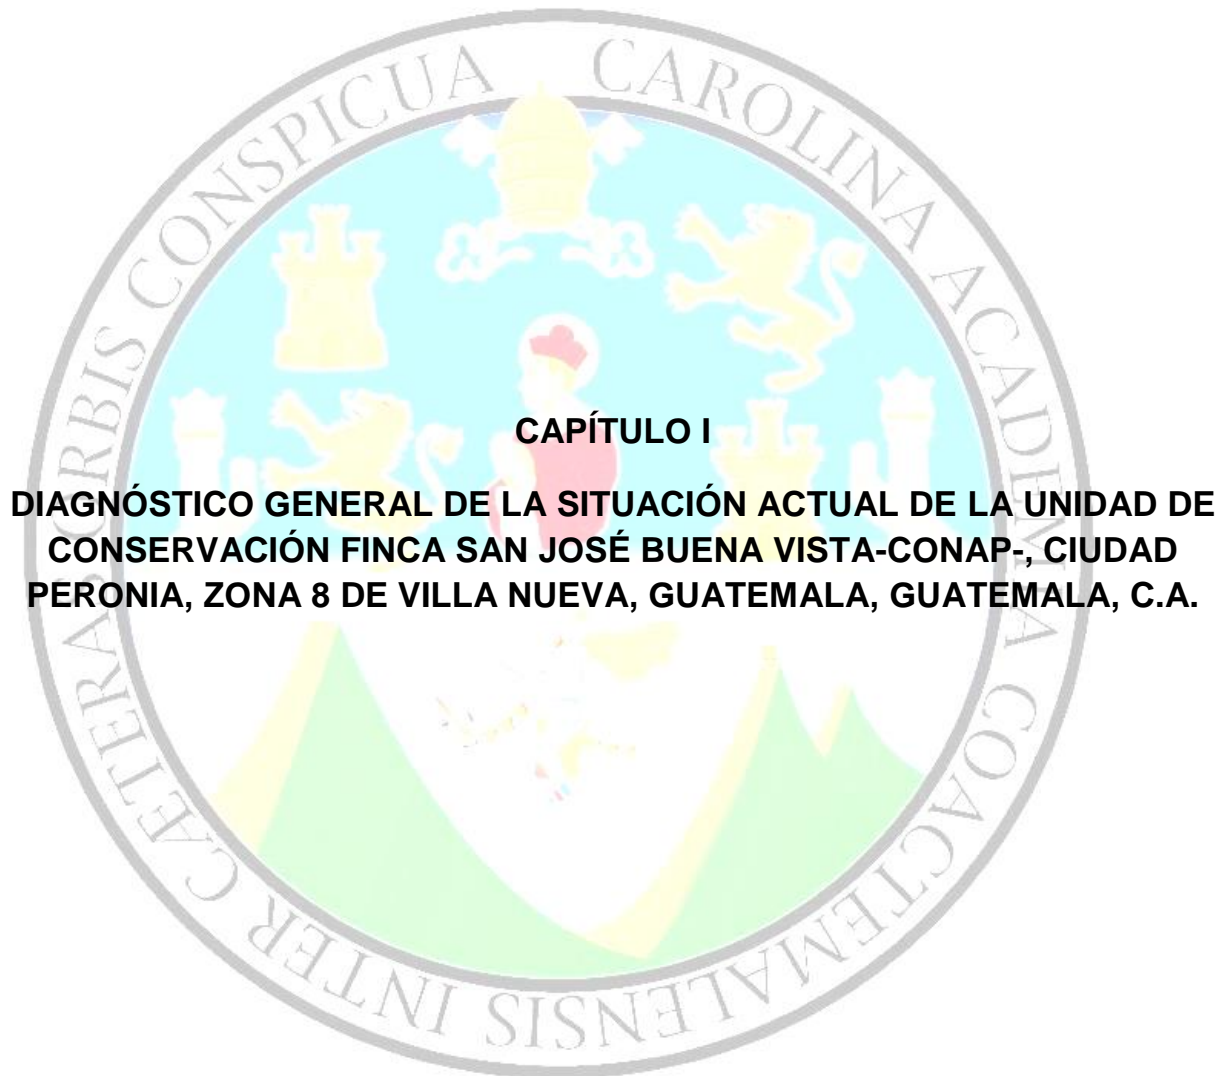 CAPÍTULO I
DIAGNÓSTICO GENERAL DE LA SITUACIÓN ACTUAL DE LA UNIDAD DE
CONSERVACIÓN FINCA SAN JOSÉ BUENA VISTA-CONAP-, CIUDAD
PERONIA, ZONA 8 DE VILLA NUEVA, GUATEMALA, GUATEMALA, C.A.
CAROLINA ACADEMIA COACTEMALENSIS INTER CÆTERAS ORBIS CONSPICUA